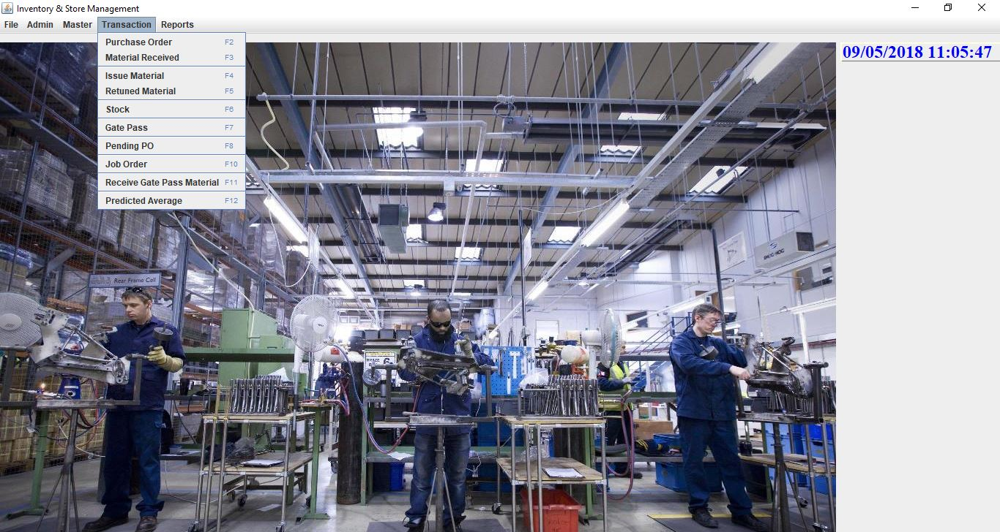 Inventory & Store Management
File Admin Master Transaction Reports
Purchase Order F2
Material Received F3
Issue Material F4
Retuned Material F5
Stock F6
Gate Pass F7
Pending PO F8
Job Order F10
Receive Gate Pass Material F11
Predicted Average F12
09/05/2018 11:05:47
Rear Frame Cell